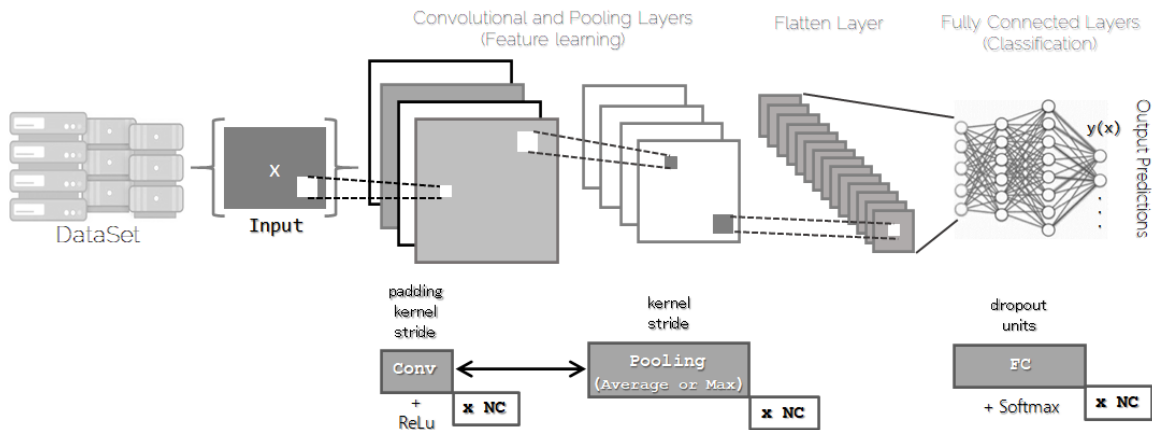 Convolutional and Pooling Layers
(Feature learning)
Flatten Layer
Fully Connected Layers
(Classification)
DataSet
x
Input
y(x)
Output Predictions
.
.
.
padding
kernel
stride
Conv
+
ReLu
x NC
kernel
stride
Pooling
(Average or Max)
x NC
dropout
units
FC
+ Softmax
x NC